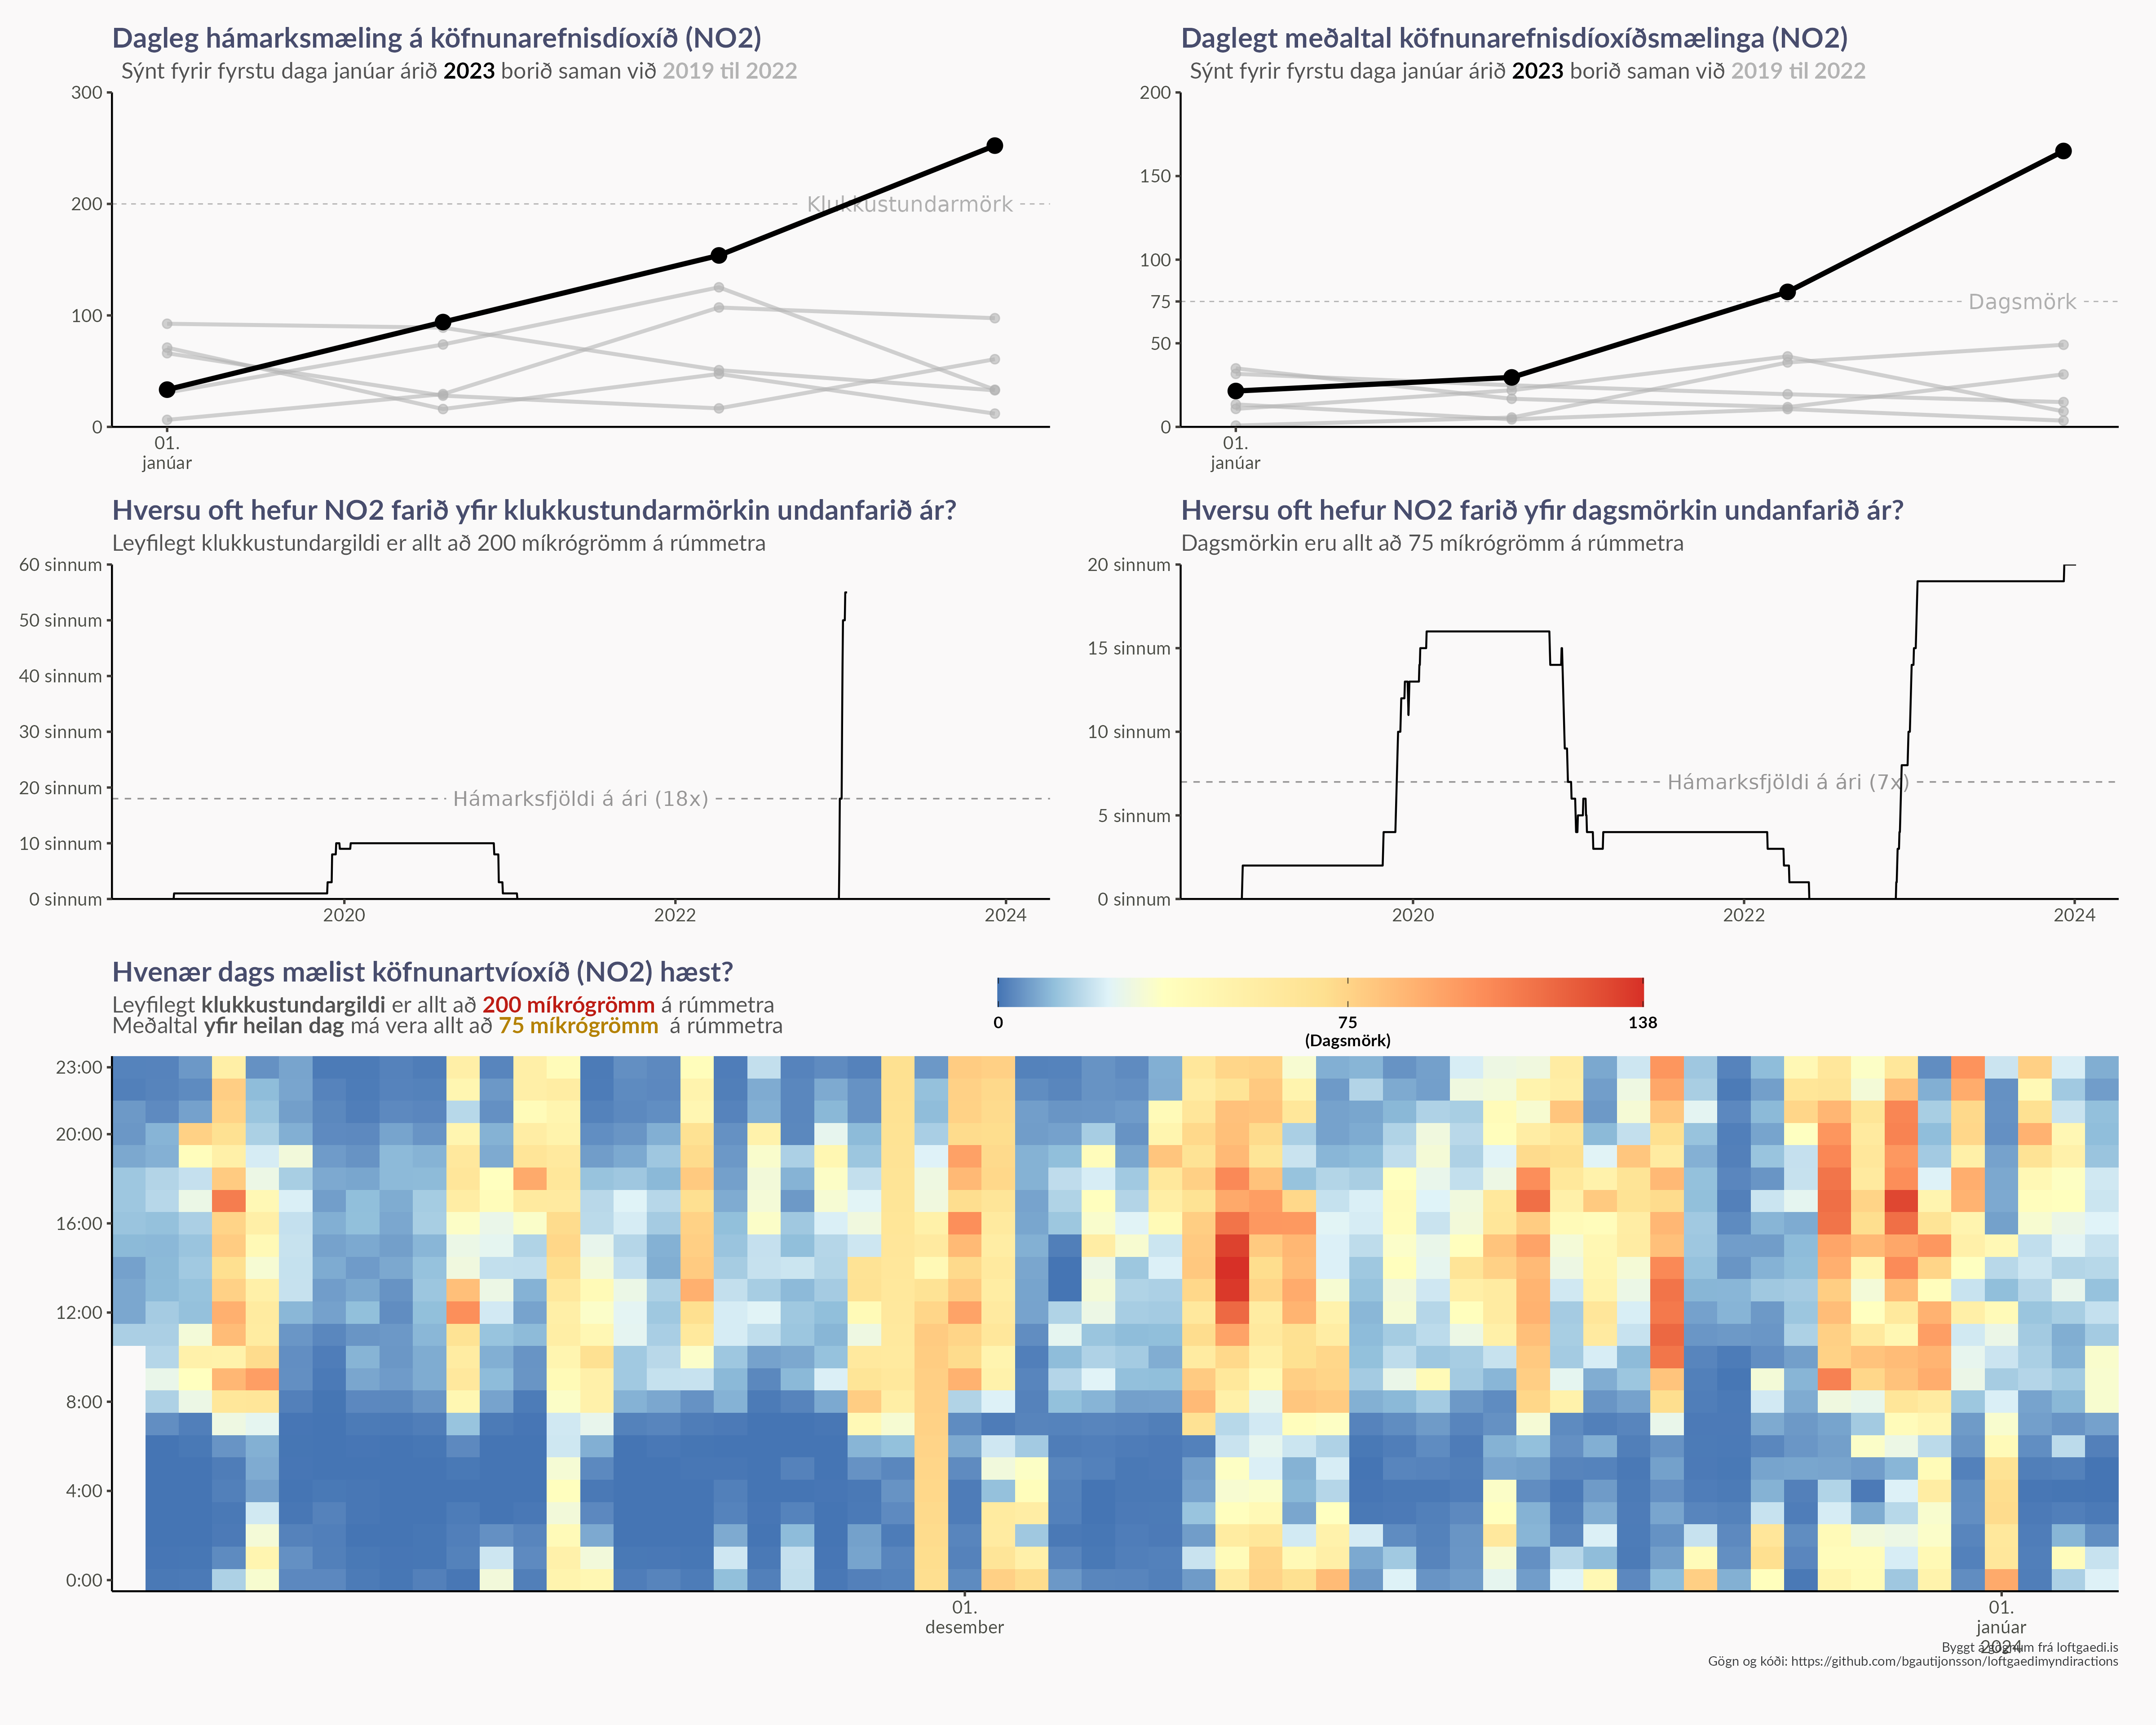 Dagleg hámarksmæling á köfnunarefnisdíoxíð (NO2)
Sýnt fyrir fyrstu daga janúar árið 2023 borið saman við 2019 til 2022
300
200
100
0
Klukkustundarmörk
01.
janúar
Daglegt meðaltal köfnunarefnisdíoxíðsmælinga (NO2)
Sýnt fyrir fyrstu daga janúar árið 2023 borið saman við 2019 til 2022
200
150
100
75
50
0
Dagsmörk
01.
janúar
Hversu oft hefur NO2 farið yfir klukkustundarmörkin undanfarið ár?
Leyfilegt klukkustundargildi er allt að 200 míkrógrömm á rúmmetra
60 sinnum
50 sinnum
40 sinnum
30 sinnum
20 sinnum
10 sinnum
0 sinnum
Hámarksfjöldi á ári (18x)
2020
2022
2024
Hversu oft hefur NO2 farið yfir dagsmörkin undanfarið ár?
Dagsmörkin eru allt að 75 míkrógrömm á rúmmetra
20 sinnum
15 sinnum
10 sinnum
5 sinnum
0 sinnum
Hámarksfjöldi á ári (7x)
2020
2022
2024
Hvenær dags mælist köfnunartvíoxíð (NO2) hæst?
Leyfilegt klukkustundargildi er allt að 200 míkrógrömm á rúmmetra
Meðaltal yfir heilan dag má vera allt að 75 míkrógrömm á rúmmetra
0
75
(Dagsmörk)
138
23:00
20:00
16:00
12:00
8:00
4:00
0:00
01.
desember
01.
janúar
2024
Byggt á gögnum frá loftgaedi.is
Gögn og kóði: https://github.com/bgautijonsson/loftgaedimyndiractions